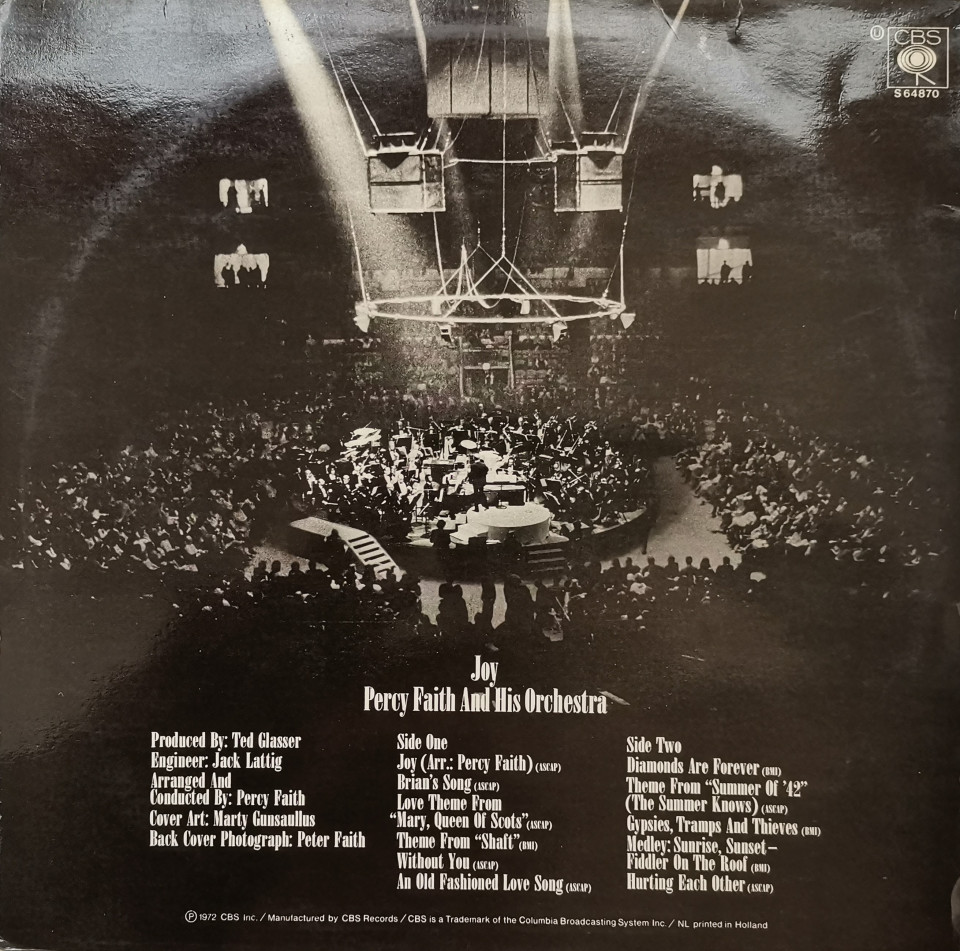 Ⓤ CBS
S 64870
Joy
Percy Faith And His Orchestra
Produced By: Ted Glasser
Engineer: Jack Lattig
Arranged And
Conducted By: Percy Faith
Cover Art: Marty Gunsaullus
Back Cover Photograph: Peter Faith
Side One
Joy (Arr.: Percy Faith) (ASCAP)
Brian's Song (ASCAP)
Love Theme From
"Mary, Queen Of Scots" (ASCAP)
Theme From "Shaft" (BMI)
Without You (ASCAP)
An Old Fashioned Love Song (ASCAP)
Side Two
Diamonds Are Forever (BMI)
Theme From "Summer Of '42"
(The Summer Knows) (ASCAP)
Gypsies, Tramps And Thieves (BMI)
Medley: Sunrise, Sunset—
Fiddler On The Roof (BMI)
Hurting Each Other (ASCAP)
Ⓟ 1972 CBS Inc. / Manufactured by CBS Records / CBS is a Trademark of the Columbia Broadcasting System Inc. / NL printed in Holland